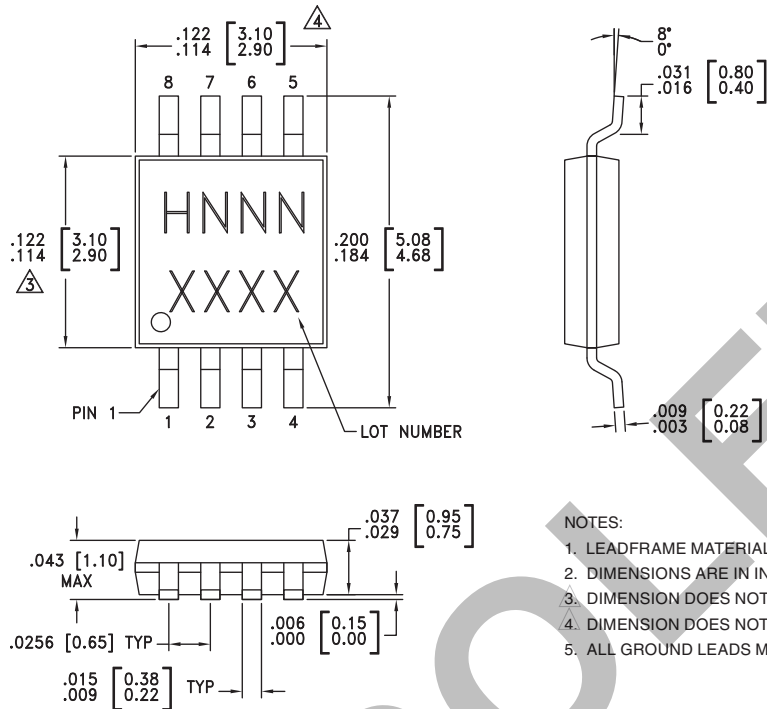 4
.122 [3.10]
.114 [2.90]
8 7 6 5
8°
0°
.031 [0.80]
.016 [0.40]
HNNN
XXXX
.122 [3.10]
.114 [2.90]
3
.200 [5.08]
.184 [4.68]
PIN 1
1 2 3 4
LOT NUMBER
.009 [0.22]
.003 [0.08]
.037 [0.95]
.029 [0.75]
.043 [1.10]
MAX
.006 [0.15]
.000 [0.00]
.0256 [0.65] TYP
.015 [0.38]
.009 [0.22]
TYP
NOTES:
1. LEADFRAME MATERIAL
2. DIMENSIONS ARE IN IN
3. DIMENSION DOES NOT
4. DIMENSION DOES NOT
5. ALL GROUND LEADS M